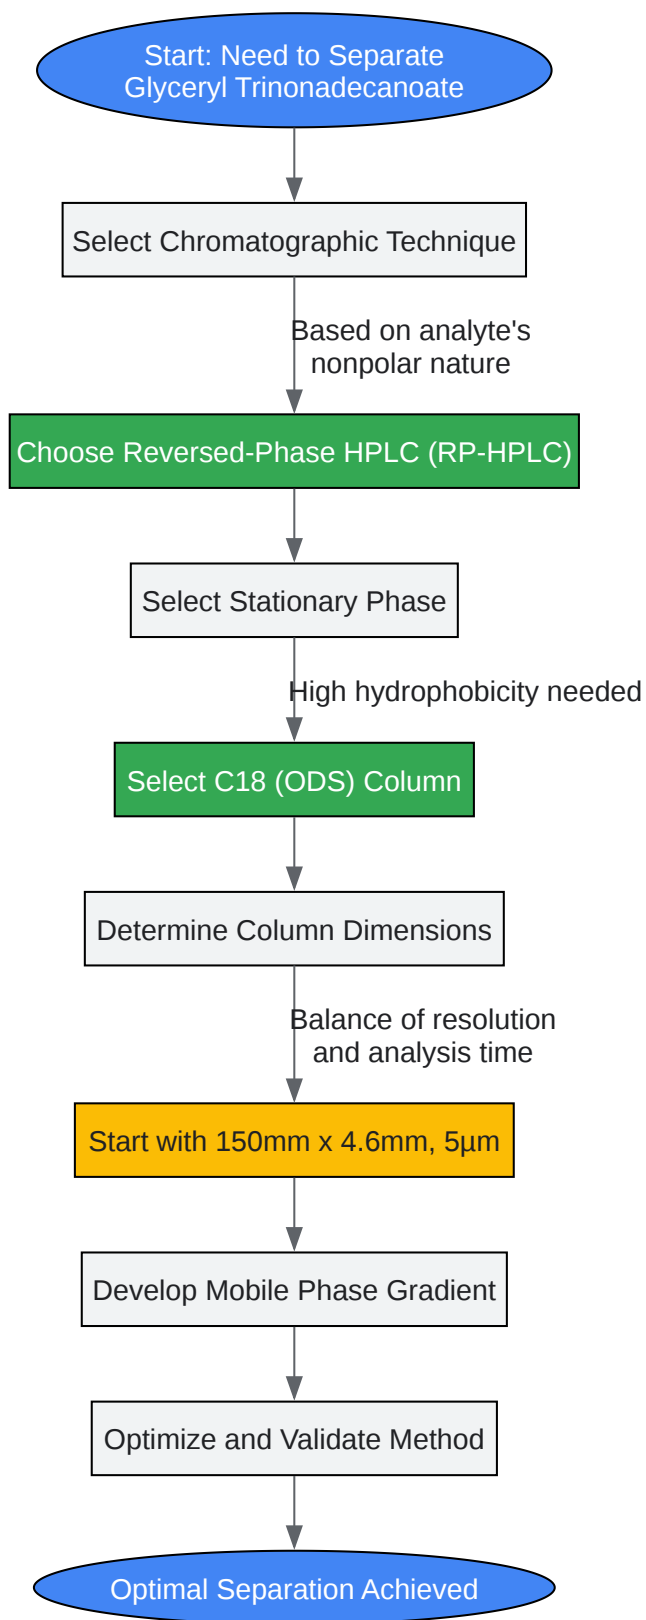 Start: Need to Separate
Glyceryl Trinonadecanoate
Select Chromatographic Technique
Based on analyte's
nonpolar nature
Choose Reversed-Phase HPLC (RP-HPLC)
Select Stationary Phase
High hydrophobicity needed
Select C18 (ODS) Column
Determine Column Dimensions
Balance of resolution
and analysis time
Start with 150mm x 4.6mm, 5µm
Develop Mobile Phase Gradient
Optimize and Validate Method
Optimal Separation Achieved